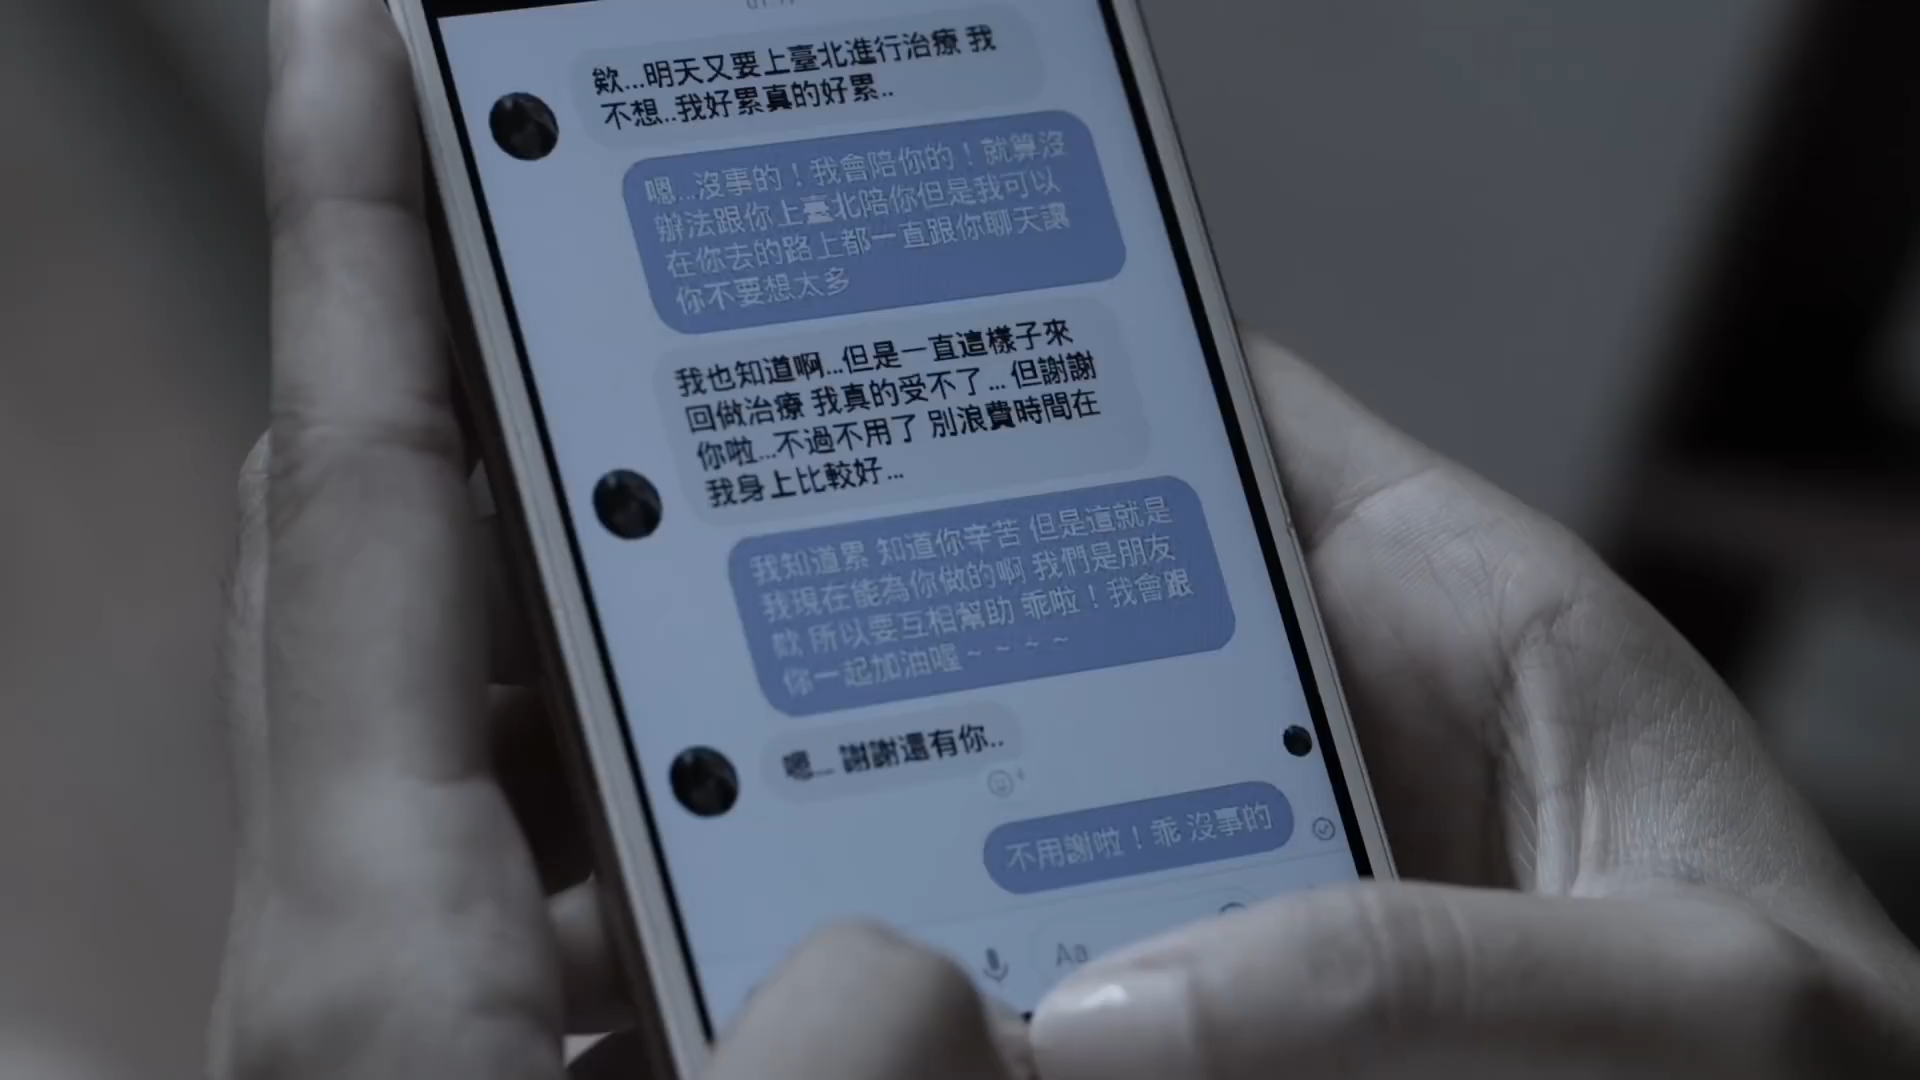 欸...明天又要上臺北進行治療 我
不想..我好累真的好累..
嗯...沒事的！我會陪你的！就算沒
辦法跟你上臺北陪你但是我可以
在你去的路上都一直跟你聊天讓
你不要想太多
我也知道啊...但是一直這樣子來
回做治療 我真的受不了... 但謝謝
你啦...不過不用了 別浪費時間在
我身上比較好...
我知道累 知道你辛苦 但是這就是
我現在能為你做的啊 我們是朋友
欸 所以要互相幫助 乖啦！我會跟
你一起加油喔~ ~ ~ ~
嗯... 謝謝還有你..
不用謝啦！乖 沒事的
Aa